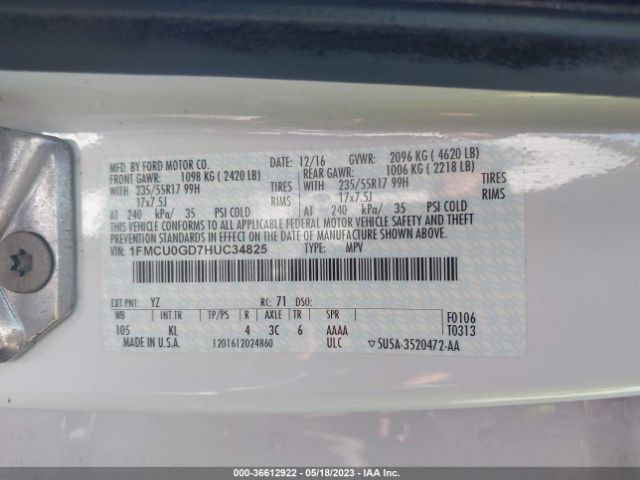 MFD. BY FORD MOTOR CO. 12/16 GVWR: 2096 KG ( 4620 LB)
FRONT GAWR: 1098 KG ( 2420 LB) REAR GAWR: 1006 KG ( 2218 LB)
WITH 235/55R17 99H TIRES WITH 235/55R17 99H TIRES
17x7.5J RIMS 17x7.5J RIMS
AT 240 kPa/ 35 PSI COLD AT 240 kPa/ 35 PSI COLD
THIS VEHICLE CONFORMS TO ALL APPLICABLE FEDERAL MOTOR VEHICLE SAFETY AND THEFT
PREVENTION STANDARDS IN EFFECT ON THE DATE OF MANUFACTURE SHOWN ABOVE.
VIN: 1FMCU0GD7HUC34825 TYPE: MPV
EXT PNT: YZ RC: 71 DSO:
WB INT TR TP/PS R AXLE TR SPR F0106
105 KL 4 3C 6 AAAA T0313
MADE IN U.S.A. 1201612024860 ULC ▽5U5A-3520472-AA
000-36612922 - 05/18/2023 - IAAI.COM